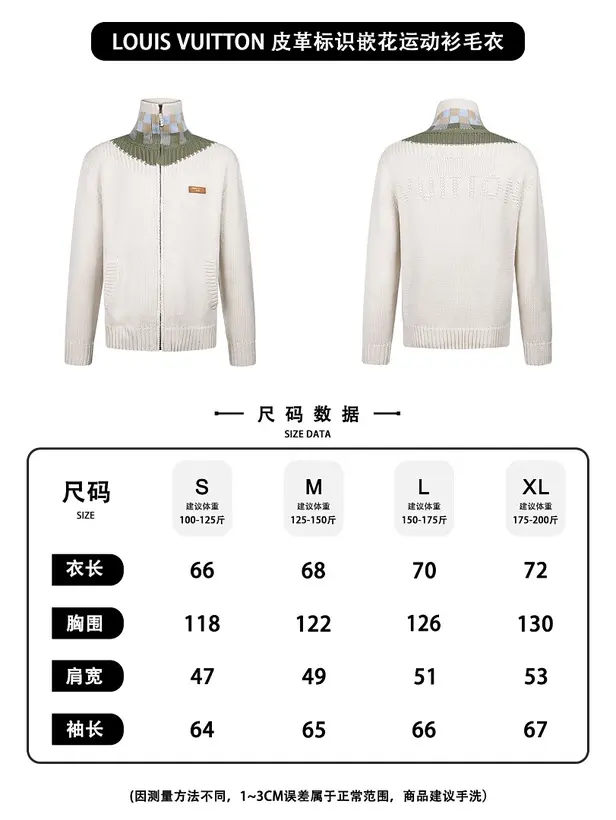 LOUIS VUITTON 皮革标识嵌花运动衫毛衣
VUITTON
尺码数据
SIZE DATA
尺码
SIZE
S
建议体重
100-125斤
M
建议体重
125-150斤
L
建议体重
150-175斤
XL
建议体重
175-200斤
衣长 66 68 70 72
胸围 118 122 126 130
肩宽 47 49 51 53
袖长 64 65 66 67
(因测量方法不同，1~3CM误差属于正常范围，商品建议手洗)